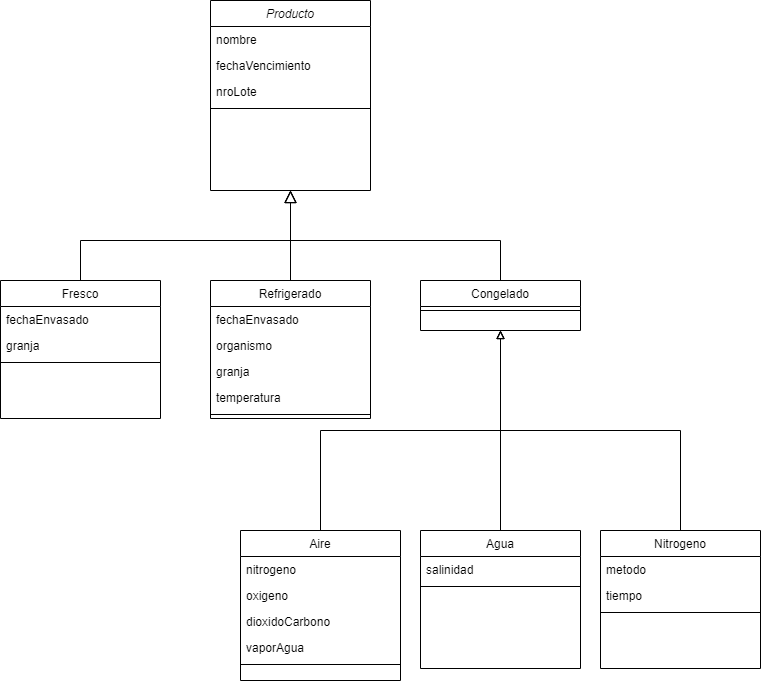 Producto
nombre
fechaVencimiento
nroLote
Fresco
fechaEnvasado
granja
Refrigerado
fechaEnvasado
organismo
granja
temperatura
Congelado
Aire
nitrogeno
oxigeno
dioxidoCarbono
vaporAgua
Agua
salinidad
Nitrogeno
metodo
tiempo